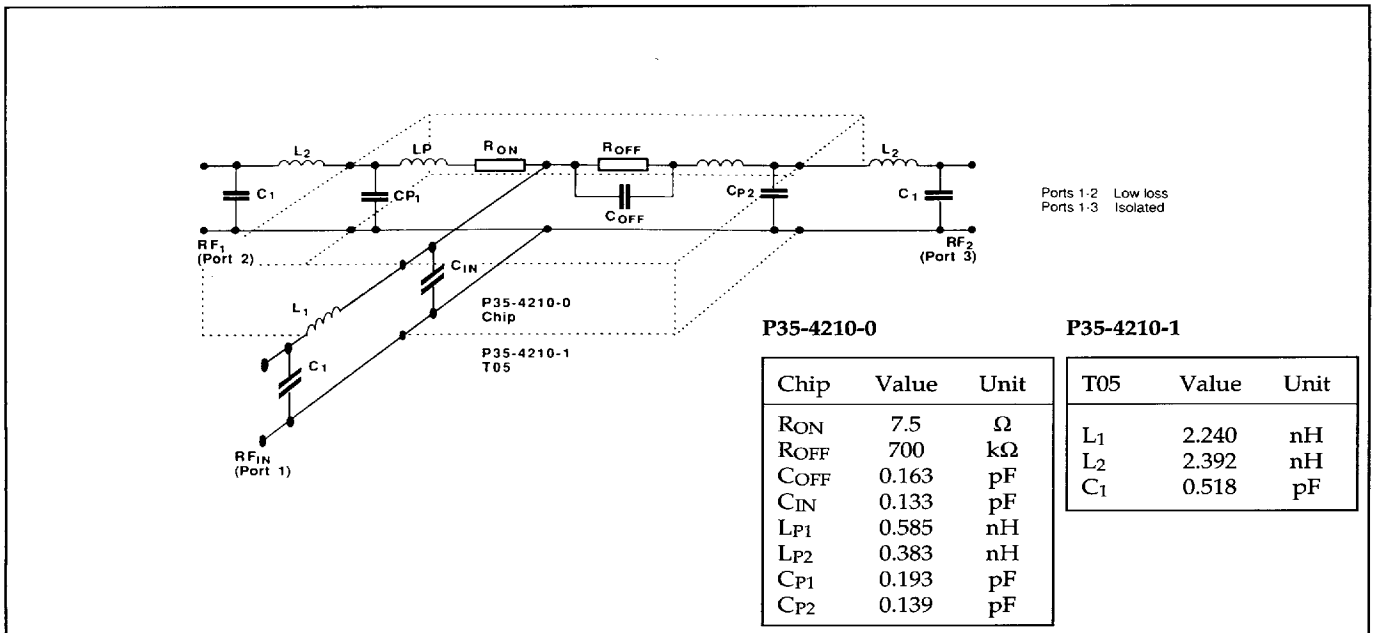 L2
LP
RON
ROFF
L2
C1
CP1
COFF
CP2
C1
Ports 1-2 Low loss
Ports 1-3 Isolated
RF1
(Port 2)
RF2
(Port 3)
CIN
L1
P35-4210-0
Chip
P35-4210-1
T05
C1
RFIN
(Port 1)
P35-4210-0
Chip Value Unit
RON 7.5 Ω
ROFF 700 kΩ
COFF 0.163 pF
CIN 0.133 pF
LP1 0.585 nH
LP2 0.383 nH
CP1 0.193 pF
CP2 0.139 pF
P35-4210-1
T05 Value Unit
L1 2.240 nH
L2 2.392 nH
C1 0.518 pF